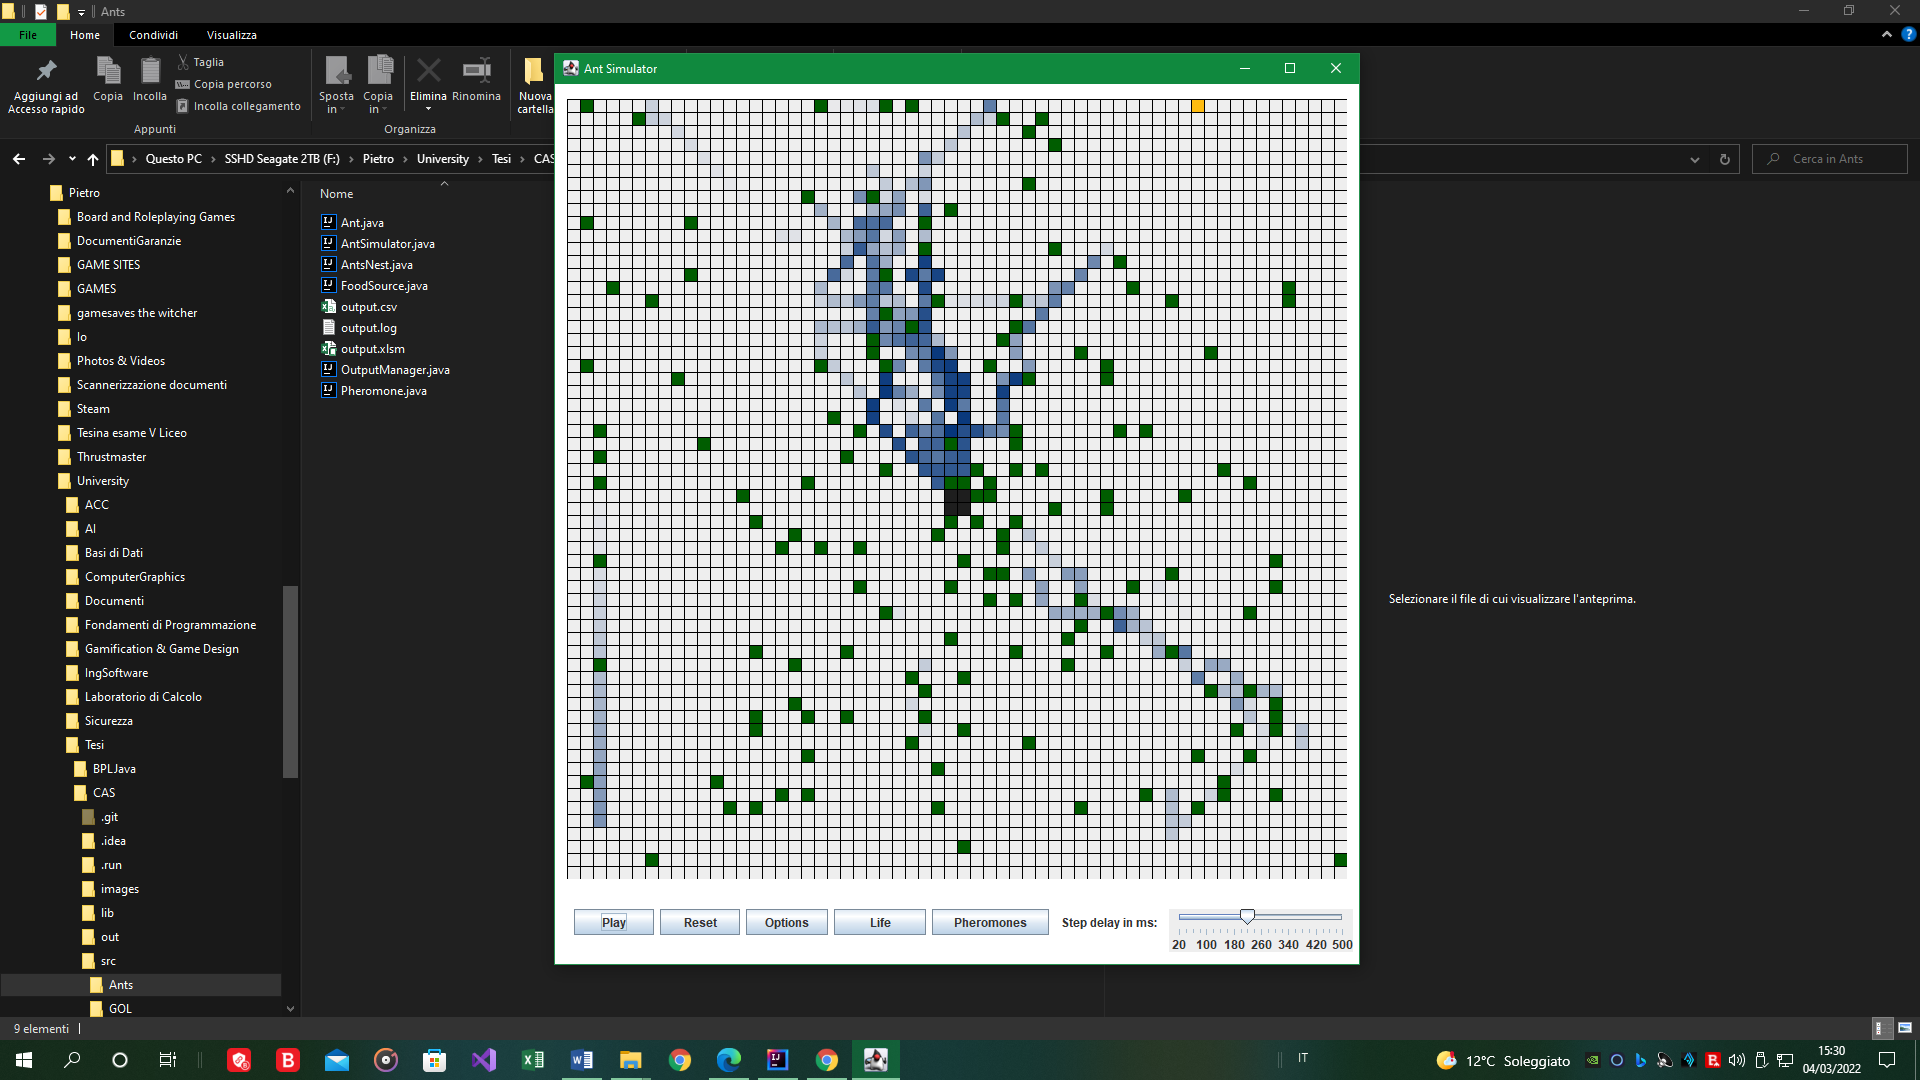 Ants
File
Home
Condividi
Visualizza
Aggiungi ad
Accesso rapido
Copia
Incolla
Taglia
Copia percorso
Incolla collegamento
Appunti
Sposta
in
Copia
in
Elimina
Rinomina
Organizza
Nuova
cartella
Questo PC
SSHD Seagate 2TB (F:)
Pietro
University
Tesi
CAS
Cerca in Ants
Pietro
Board and Roleplaying Games
DocumentiGaranzie
GAME SITES
GAMES
gamesaves the witcher
Io
Photos & Videos
Scannerizzazione documenti
Steam
Tesina esame V Liceo
Thrustmaster
University
ACC
AI
Basi di Dati
ComputerGraphics
Documenti
Fondamenti di Programmazione
Gamification & Game Design
IngSoftware
Laboratorio di Calcolo
Sicurezza
Tesi
BPLJava
CAS
.git
.idea
.run
images
lib
out
src
Ants
GOL
Nome
Ant.java
AntSimulator.java
AntsNest.java
FoodSource.java
output.csv
output.log
output.xlsm
OutputManager.java
Pheromone.java
Ant Simulator
Play
Reset
Options
Life
Pheromones
Step delay in ms:
20 100 180 260 340 420 500
Selezionare il file di cui visualizzare l'anteprima.
9 elementi
IT
12°C Soleggiato
15:30
04/03/2022